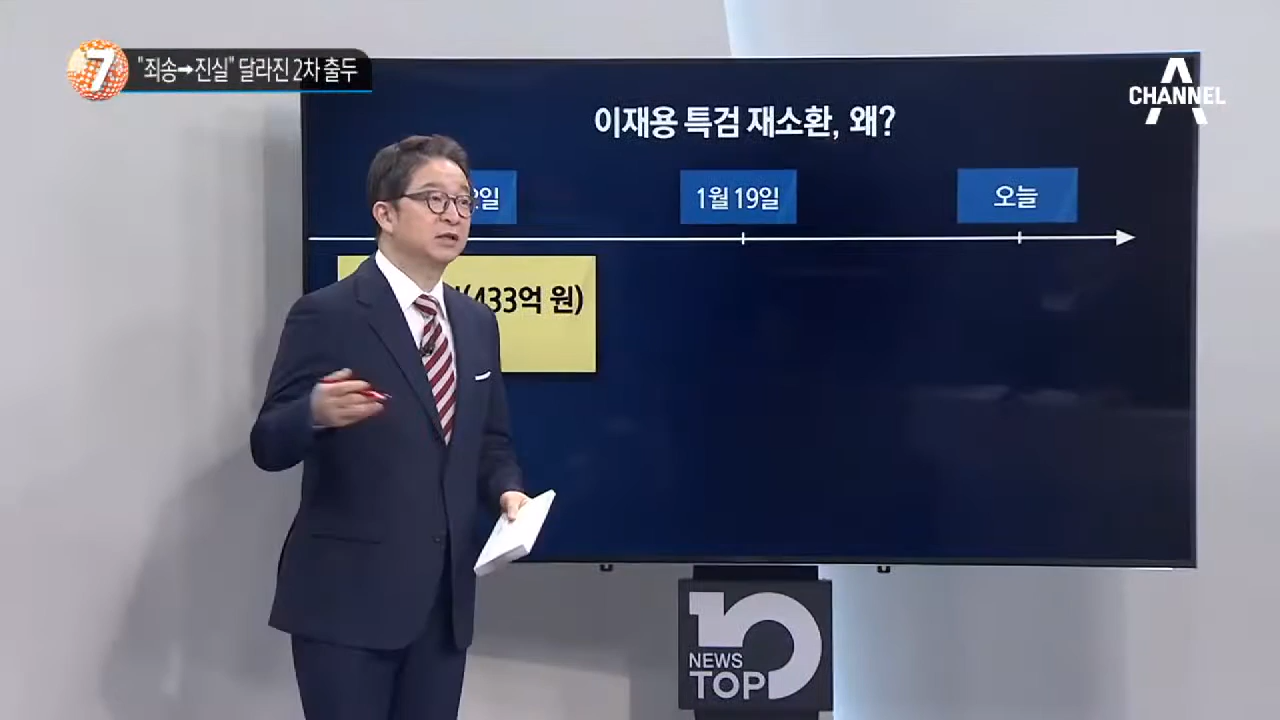 7 "죄송➞진실" 달라진 2차 출두
CHANNEL A
이재용 특검 재소환, 왜?
1월 19일
오늘
(433억 원)
10
NEWS
TOP